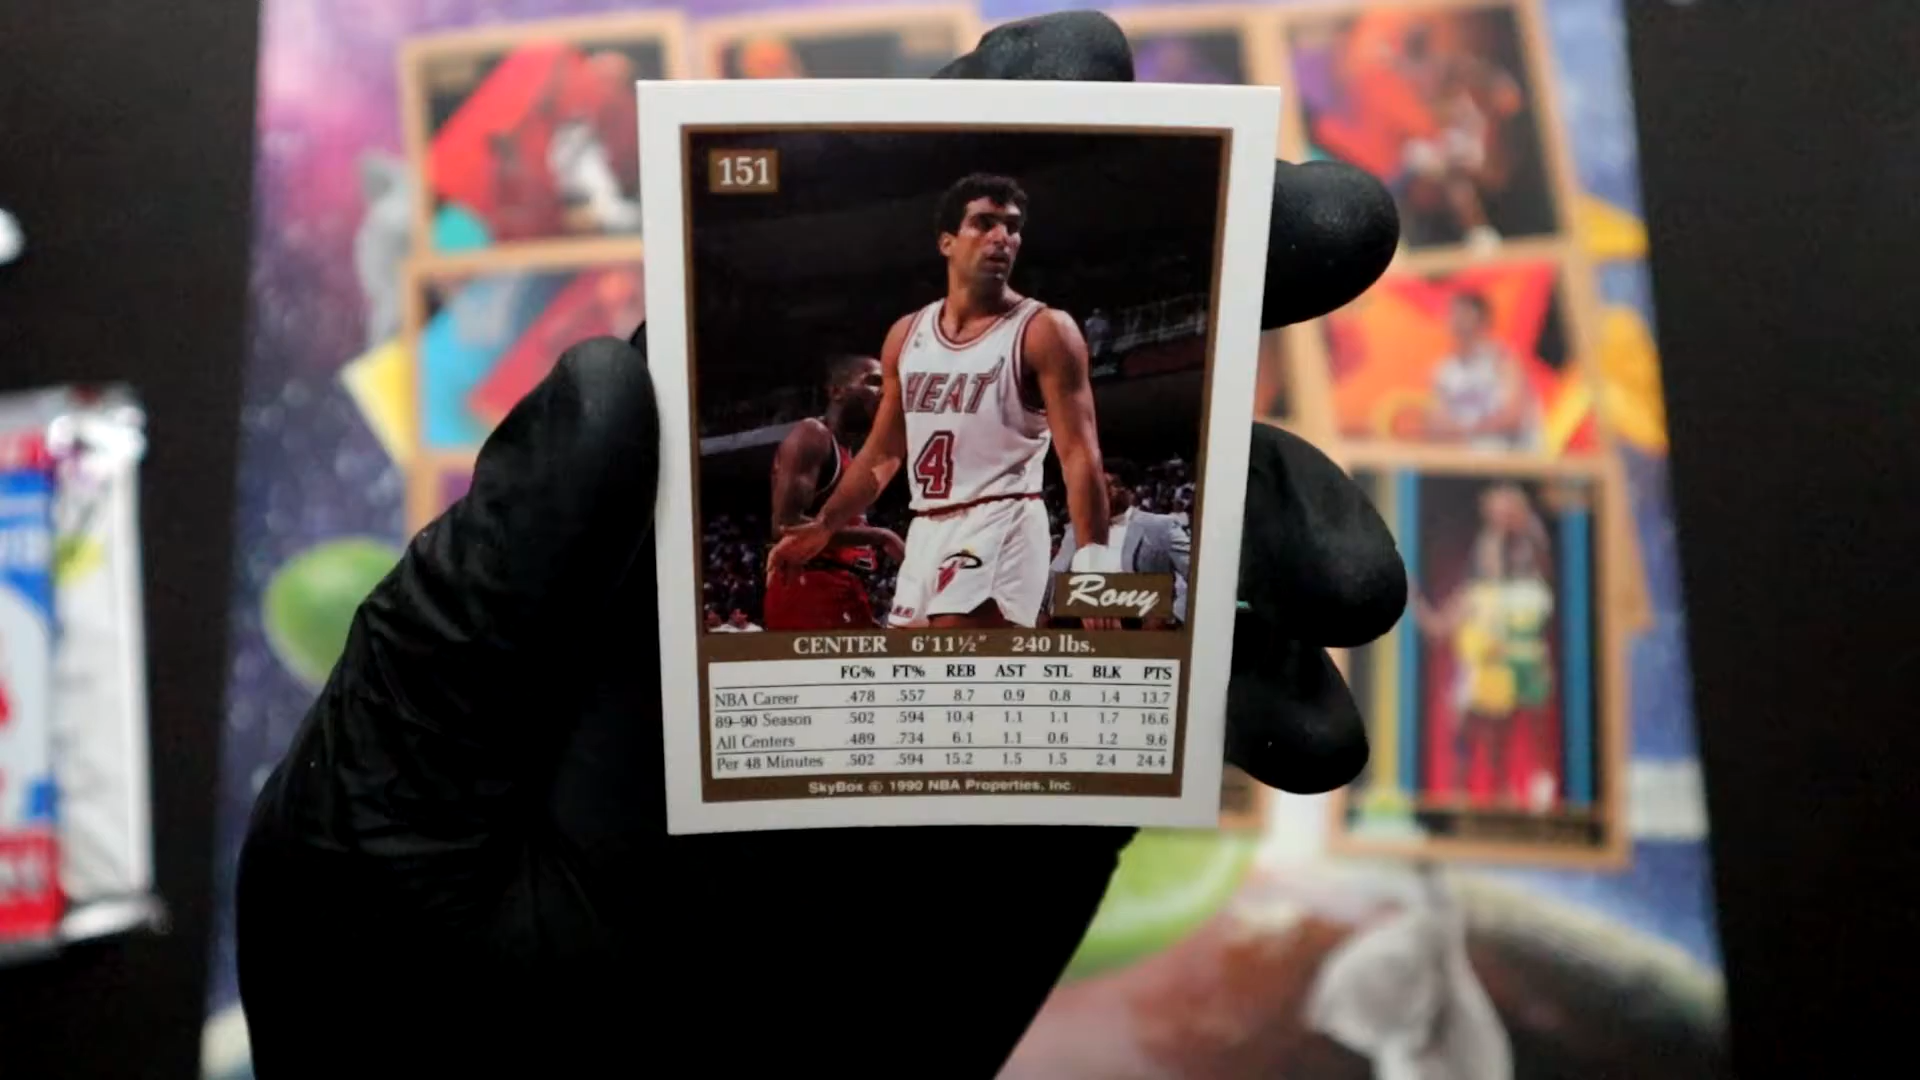 151
HEAT
4
Rony
CENTER 6'11½" 240 lbs.
FG% FT% REB AST STL BLK PTS
NBA Career .478 .557 8.7 0.9 0.8 1.4 13.7
89-90 Season .502 .594 10.4 1.1 1.1 1.7 16.6
All Centers .489 .734 6.1 1.1 0.6 1.2 9.6
Per 48 Minutes .502 .594 15.2 1.5 1.5 2.4 24.4
SkyBox © 1990 NBA Properties, Inc.